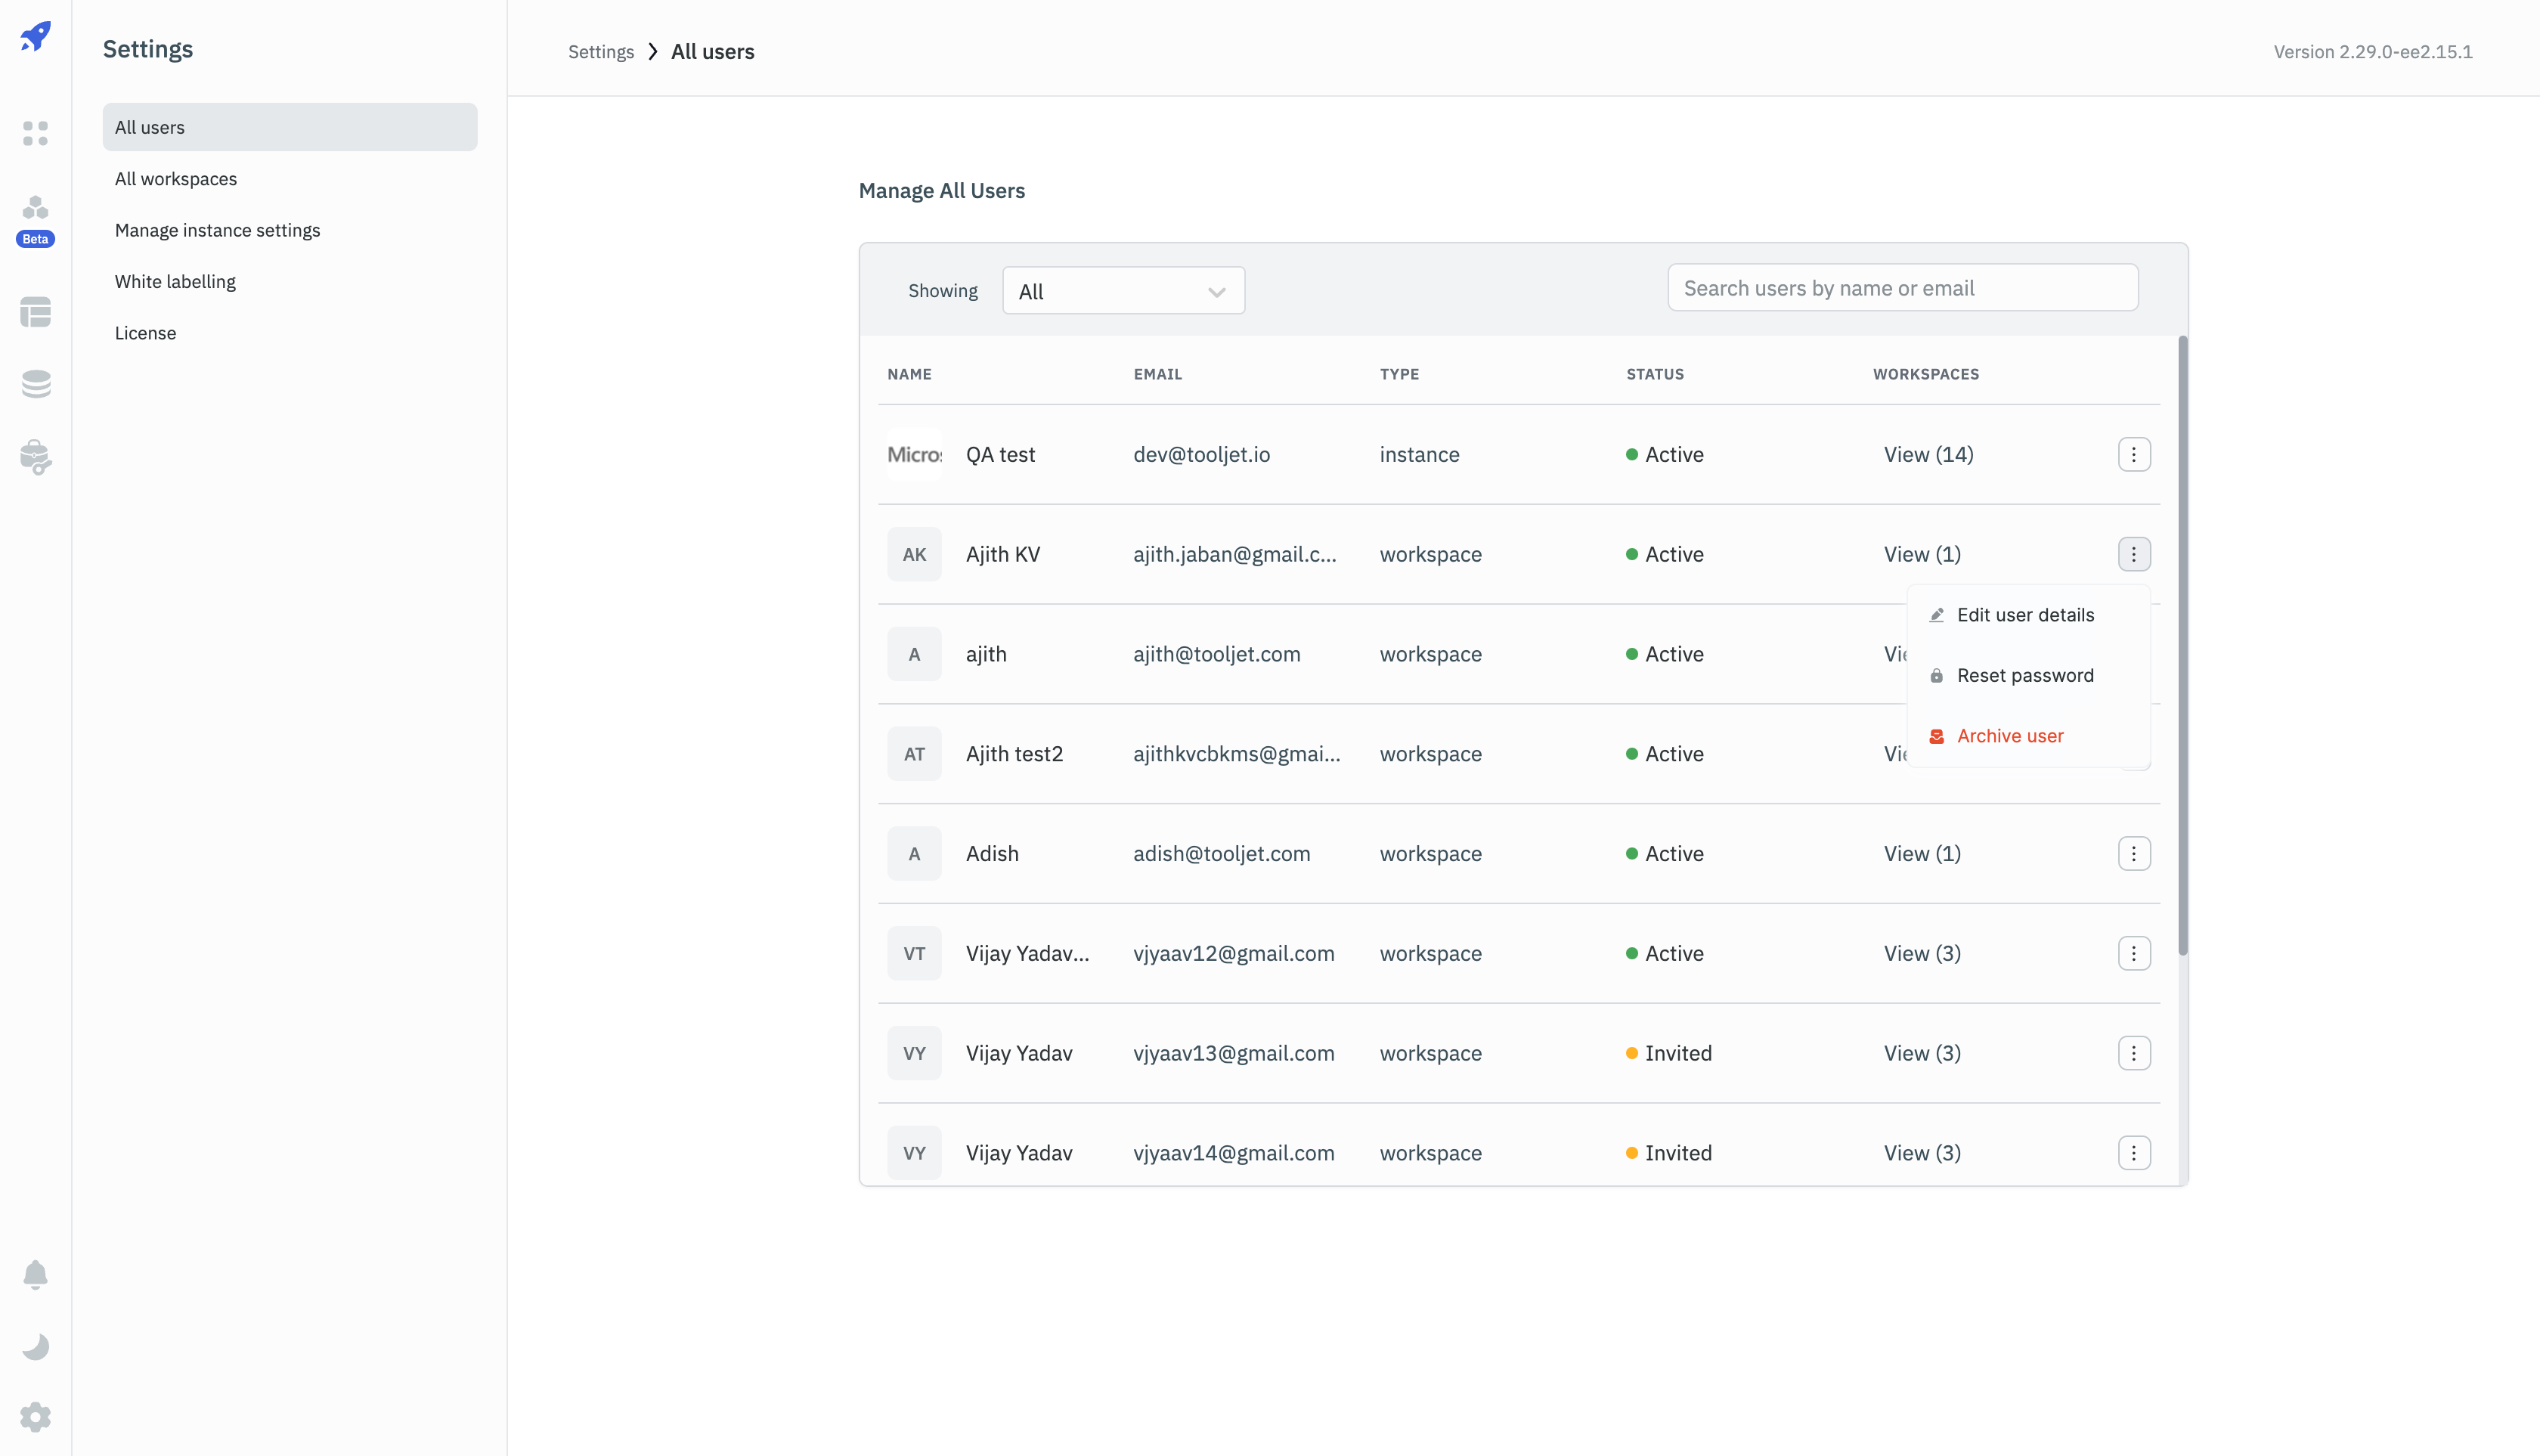 Settings
Beta
All users
All workspaces
Manage instance settings
White labelling
License
Settings All users
Version 2.29.0-ee2.15.1
Manage All Users
Showing All
Search users by name or email
NAME EMAIL TYPE STATUS WORKSPACES
QA test dev@tooljet.io instance Active View (14)
AK Ajith KV ajith.jaban@gmail.c... workspace Active View (1)
Edit user details
A ajith ajith@tooljet.com workspace Active
Reset password
Archive user
AT Ajith test2 ajithkvcbkms@gmai... workspace Active
A Adish adish@tooljet.com workspace Active View (1)
VT Vijay Yadav... vjyaav12@gmail.com workspace Active View (3)
VY Vijay Yadav vjyaav13@gmail.com workspace Invited View (3)
VY Vijay Yadav vjyaav14@gmail.com workspace Invited View (3)